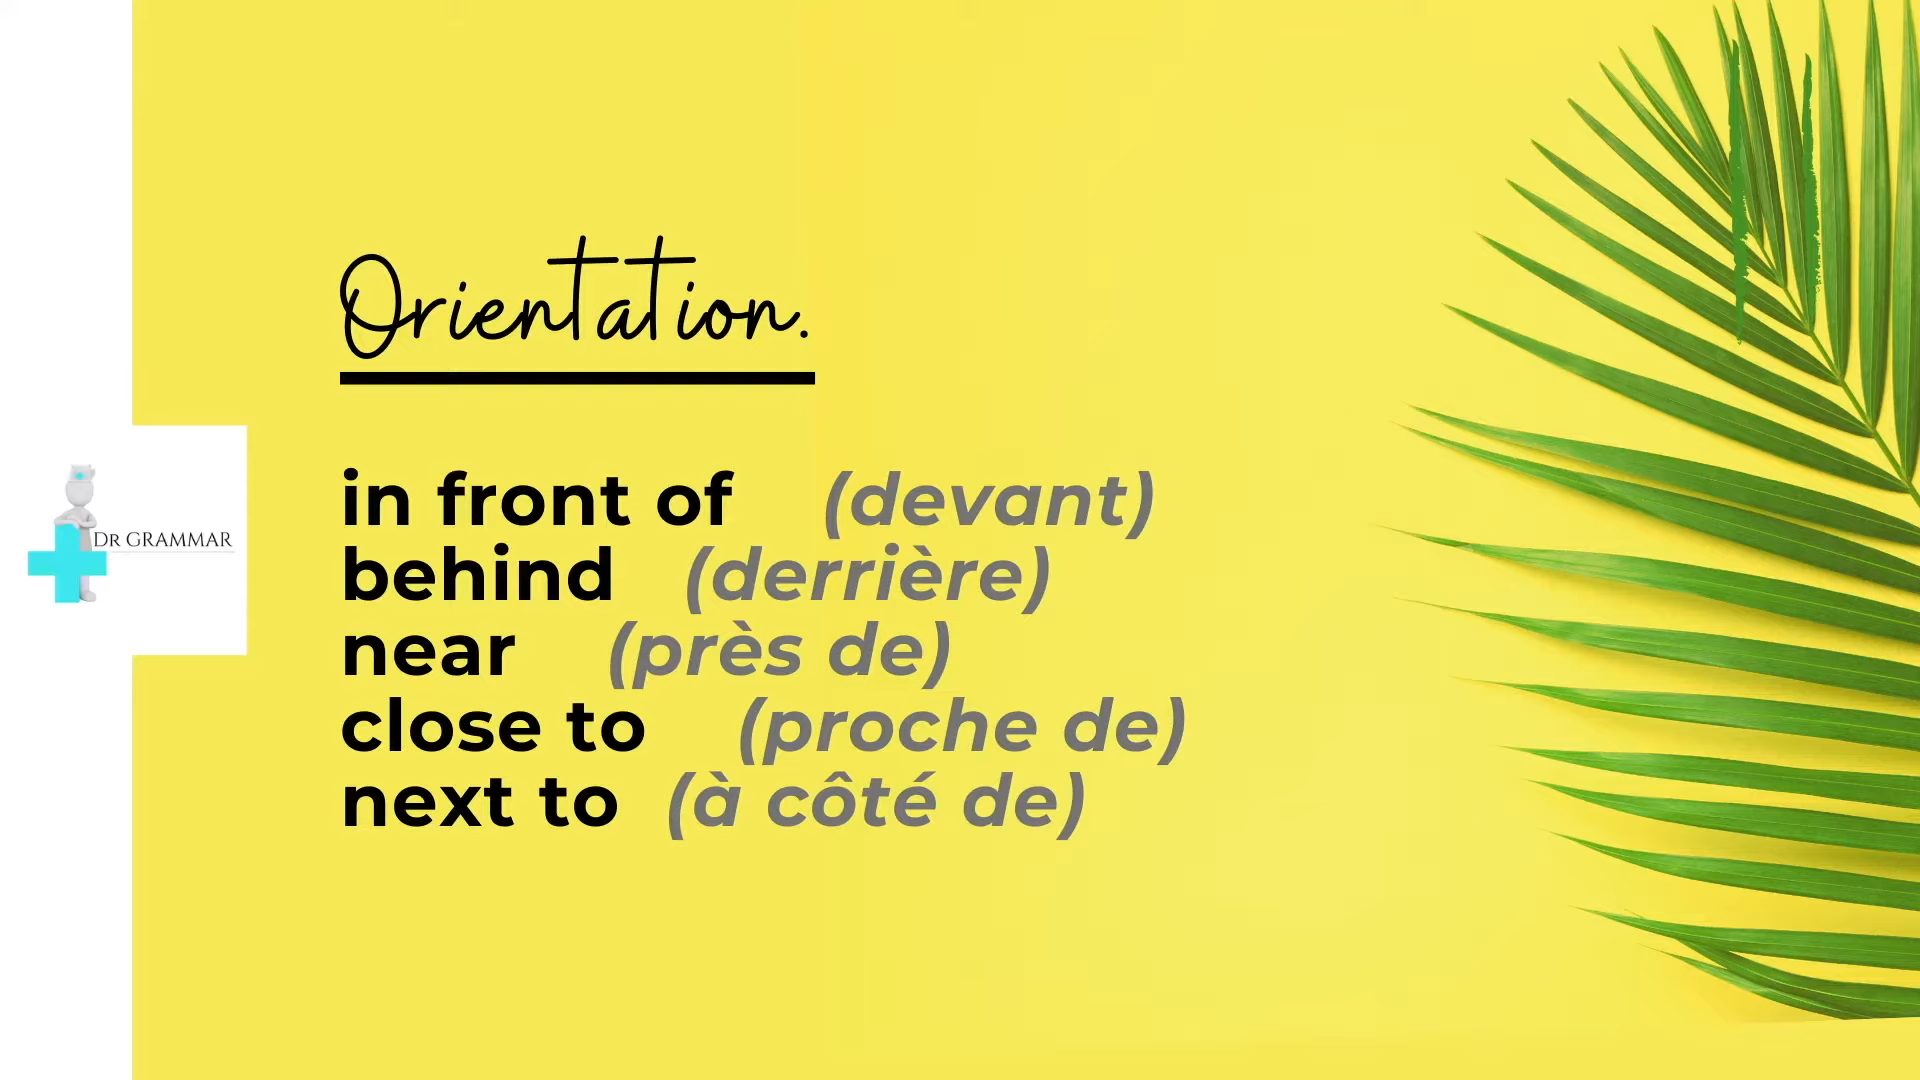 Orientation.
in front of (devant)
behind (derrière)
near (près de)
close to (proche de)
next to (à côté de)
Dr GRAMMAR